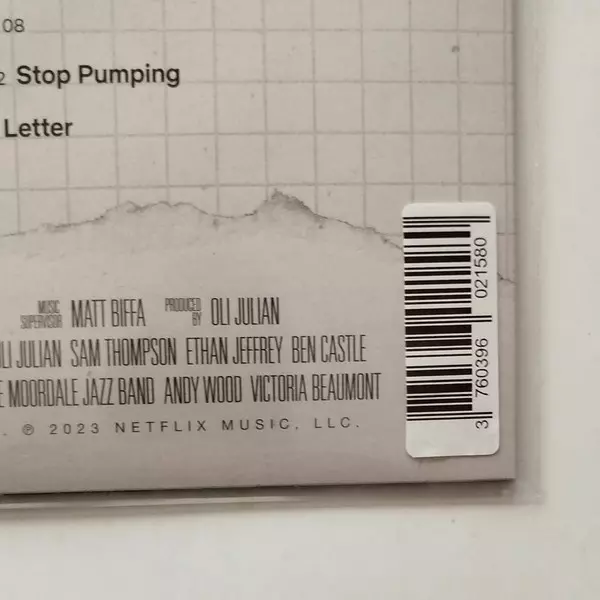 08
2 Stop Pumping
Letter
MUSIC SUPERVISOR MATT BIFFA PRODUCED BY OLI JULIAN
LI JULIAN SAM THOMPSON ETHAN JEFFREY BEN CASTLE
E MOORDALE JAZZ BAND ANDY WOOD VICTORIA BEAUMONT
. ℗ 2023 NETFLIX MUSIC, LLC.
3 760396 021580